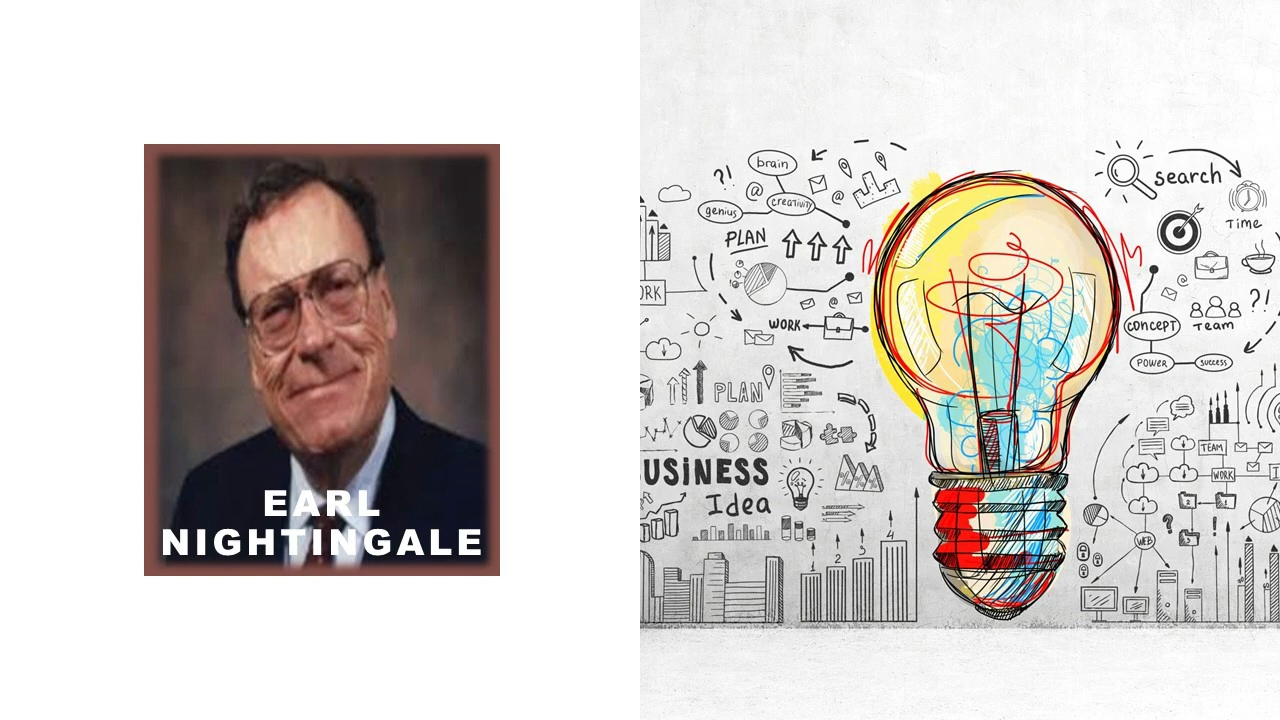 EARL
NIGHTINGALE
brain
?!
@
genius
creativity
@
PLAN
search
Time
ORK
@
@
WORK
CONCEPT
Team
?!
POWER
SUCCESS
PLAN
USiNESS
Idea
TEAM
WORK
?
!
WEB
1
2
3
4